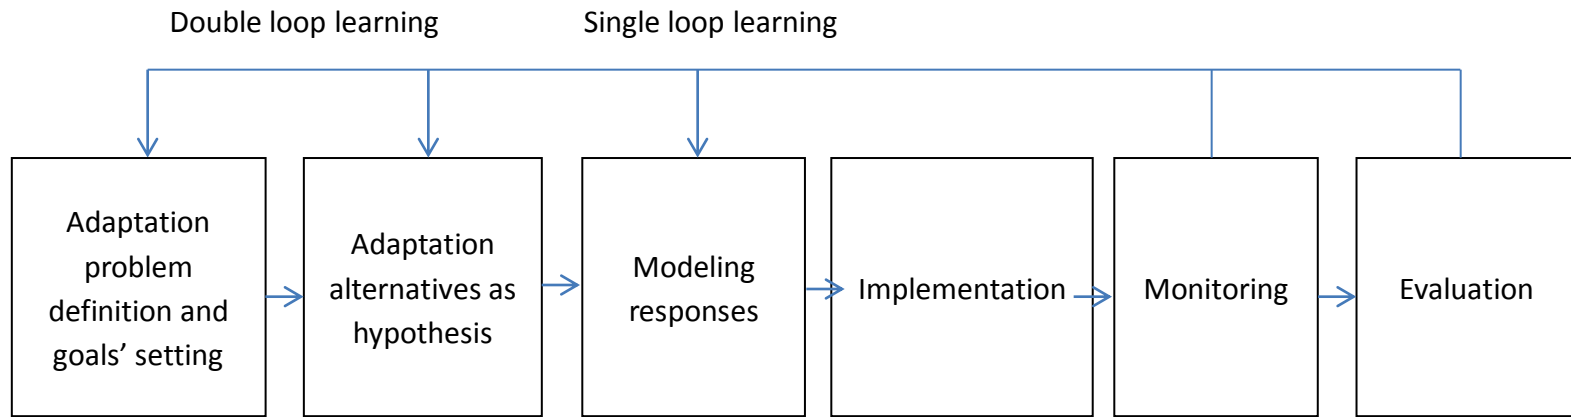 Double loop learning
Single loop learning
Adaptation
problem
definition and
goals’ setting
Adaptation
alternatives as
hypothesis
Modeling
responses
Implementation
Monitoring
Evaluation